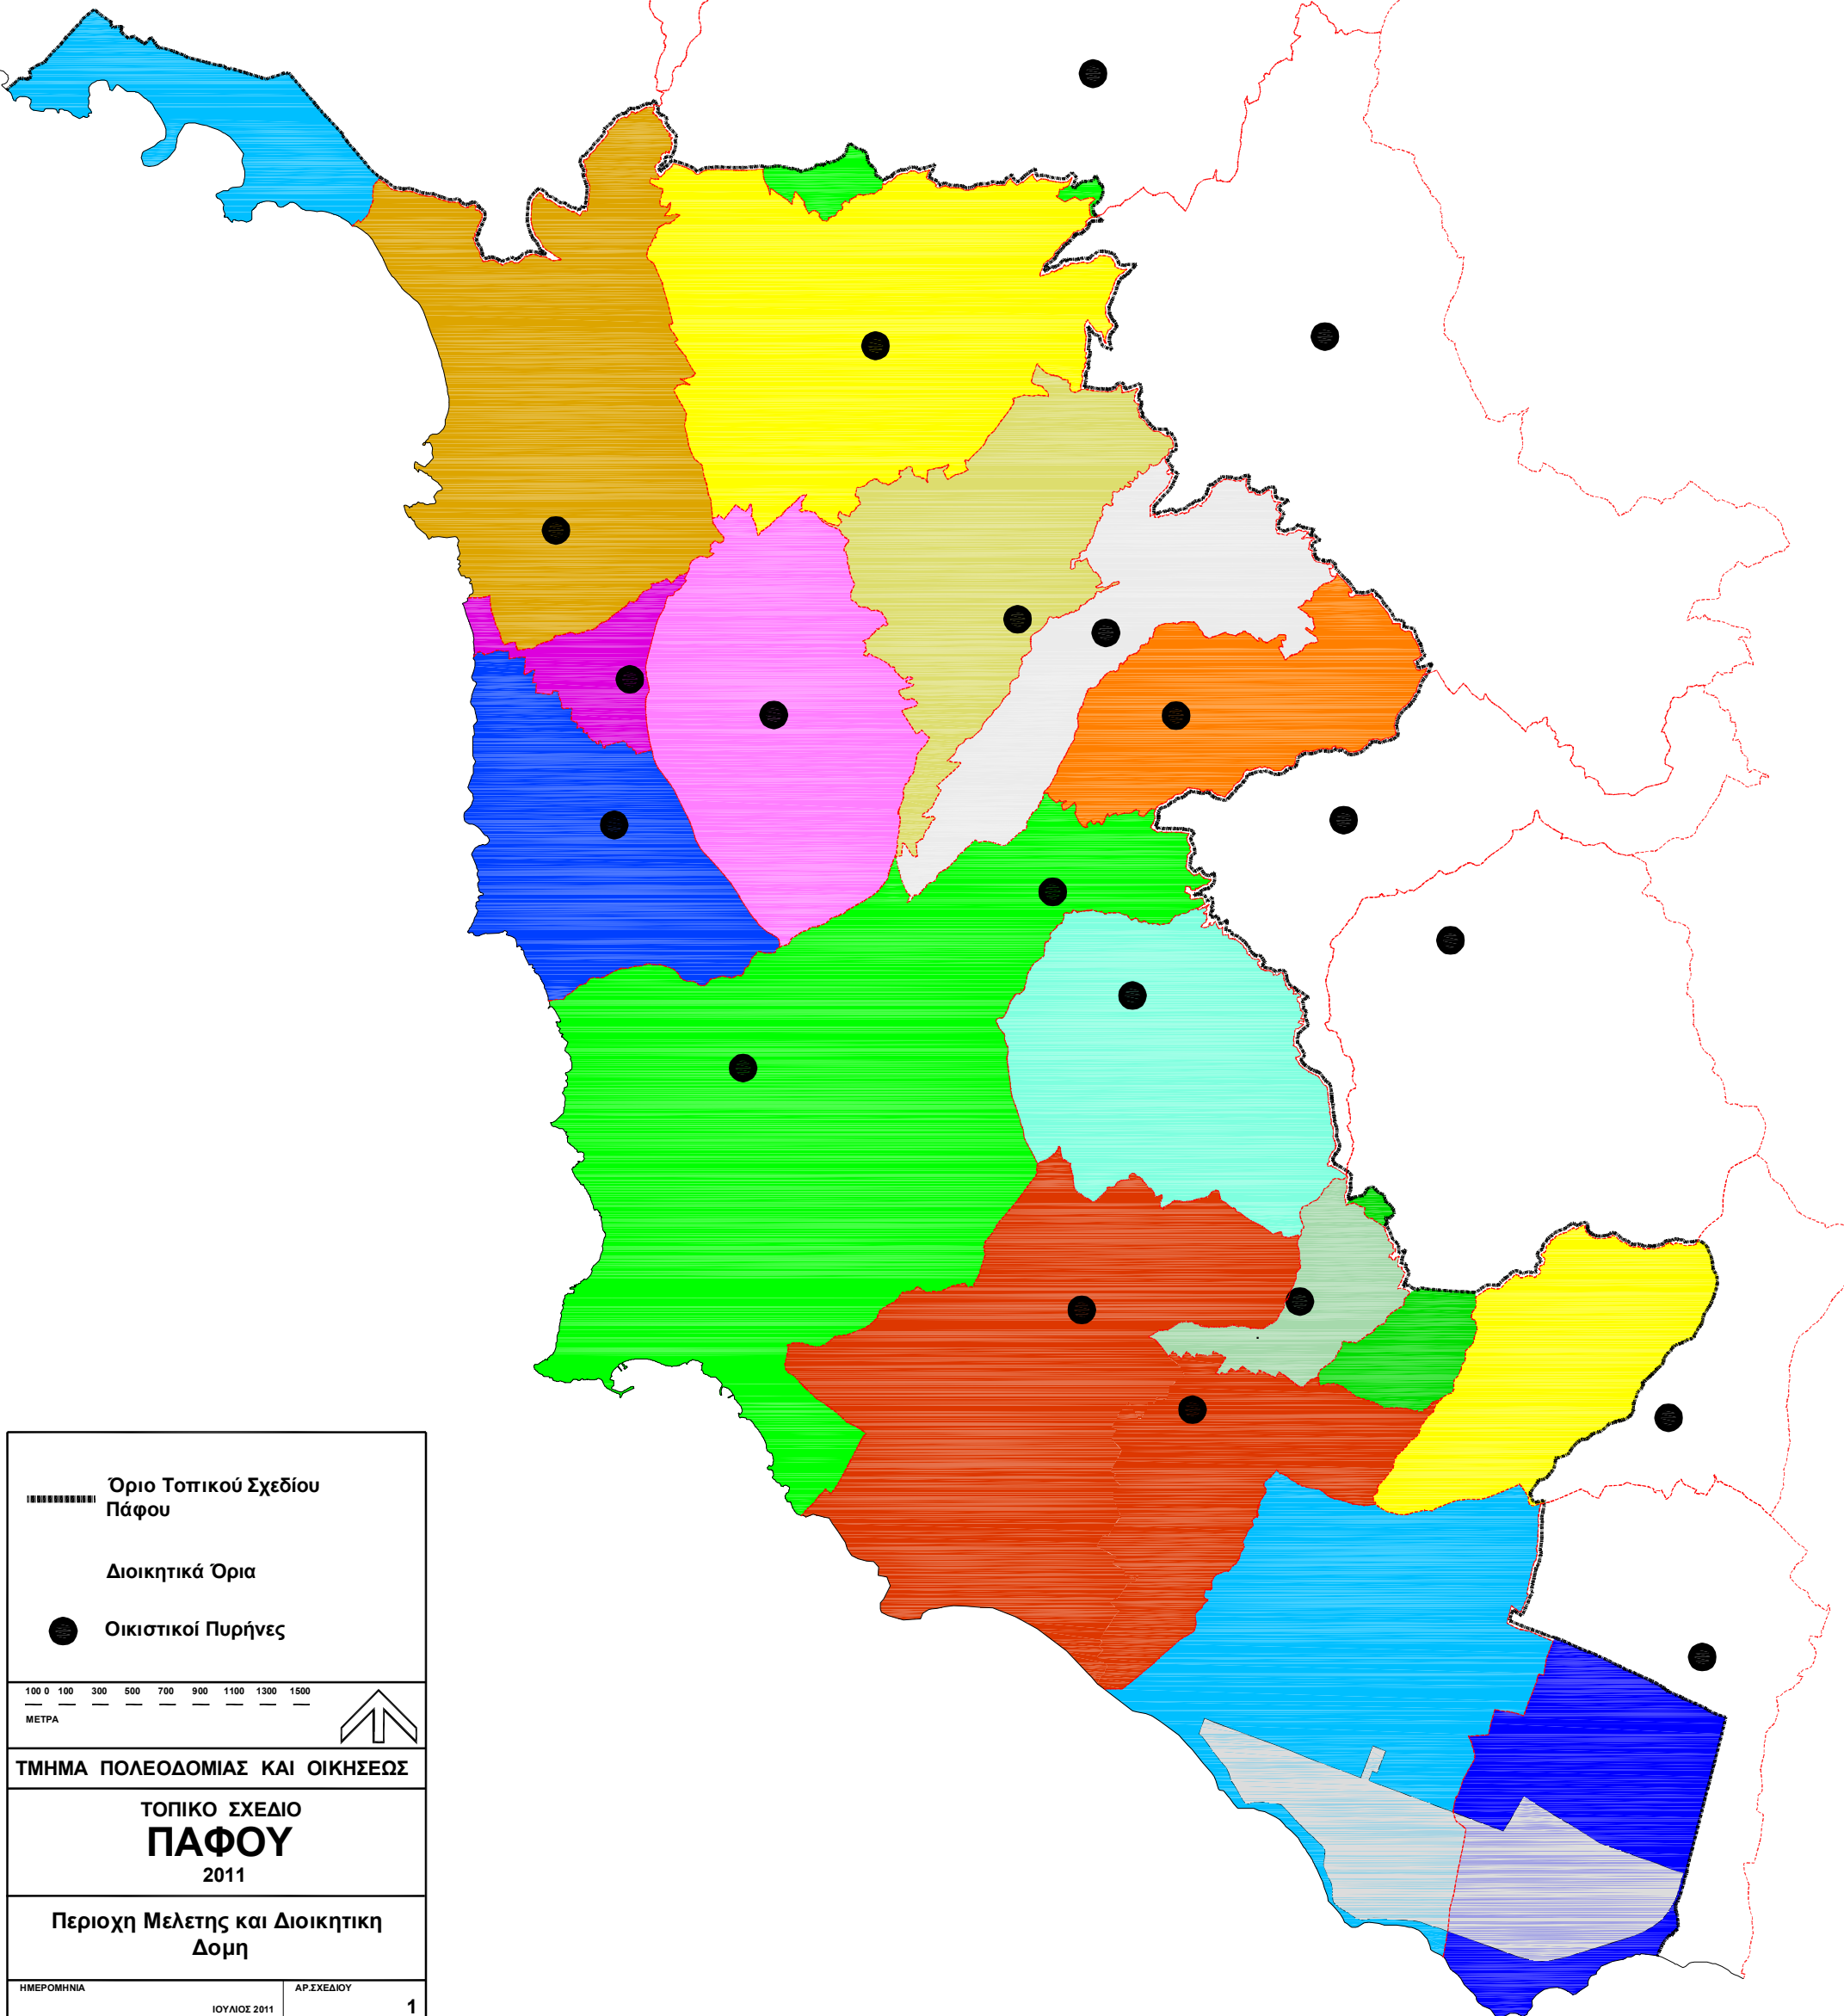 Όριο Τοπικού Σχεδίου
Πάφου
Διοικητικά Όρια
Οικιστικοί Πυρήνες
100 0 100 300 500 700 900 1100 1300 1500
ΜΕΤΡΑ
ΤΜΗΜΑ ΠΟΛΕΟΔΟΜΙΑΣ ΚΑΙ ΟΙΚΗΣΕΩΣ
ΤΟΠΙΚΟ ΣΧΕΔΙΟ
ΠΑΦΟΥ
2011
Περιοχη Μελετης και Διοικητικη
Δομη
ΗΜΕΡΟΜΗΝΙΑ
ΙΟΥΛΙΟΣ 2011
ΑΡ.ΣΧΕΔΙΟΥ
1